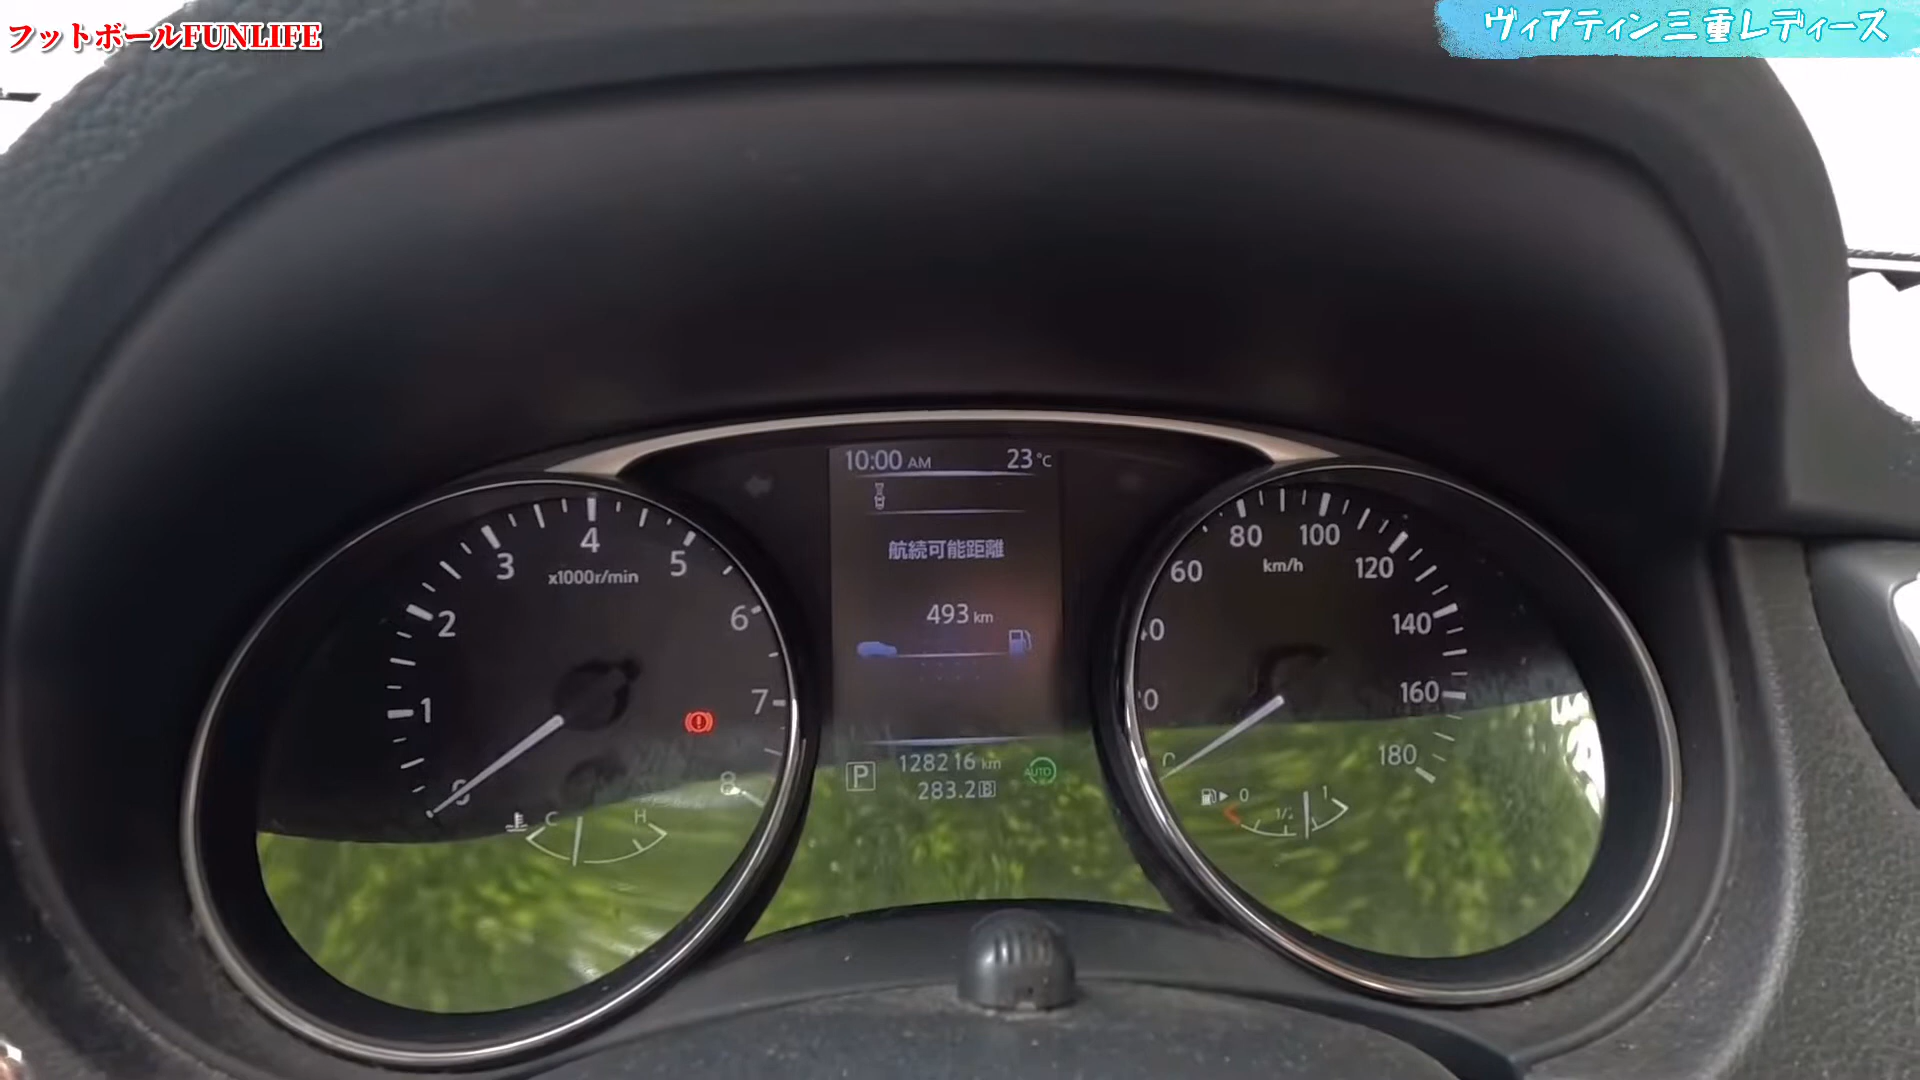 フットボールFUNLIFE
ヴィアティン三重レディース
10:00 AM 23°C
航続可能距離
493 km
P 128216 km AUTO
283.2 B
0 1 2 3 4 5 6 7 8
x1000r/min
C H
60 80 100 120 140 160 180
km/h
0 1/2 1